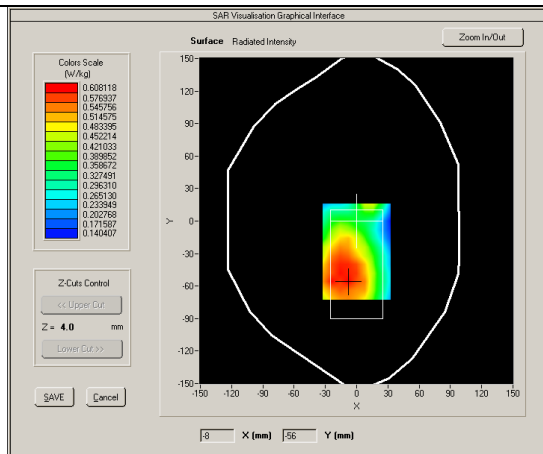 SAR Visualisation Graphical Interface
Surface Radiated Intensity
Zoom In/Out
Colors Scale
(W/kg)
0.608118
0.576937
0.545756
0.514575
0.483395
0.452214
0.421033
0.389852
0.358672
0.327491
0.296310
0.265130
0.233949
0.202768
0.171587
0.140407
Z-Cuts Control
<< Upper Cut
Z = 4.0 mm
Lower Cut >>
SAVE Cancel
150-
120-
90-
60-
30-
Y 0-
-30-
-60-
-90-
-120-
-150-
-150 -120 -90 -60 -30 0 30 60 90 120 150
X
-8 X (mm) -56 Y (mm)